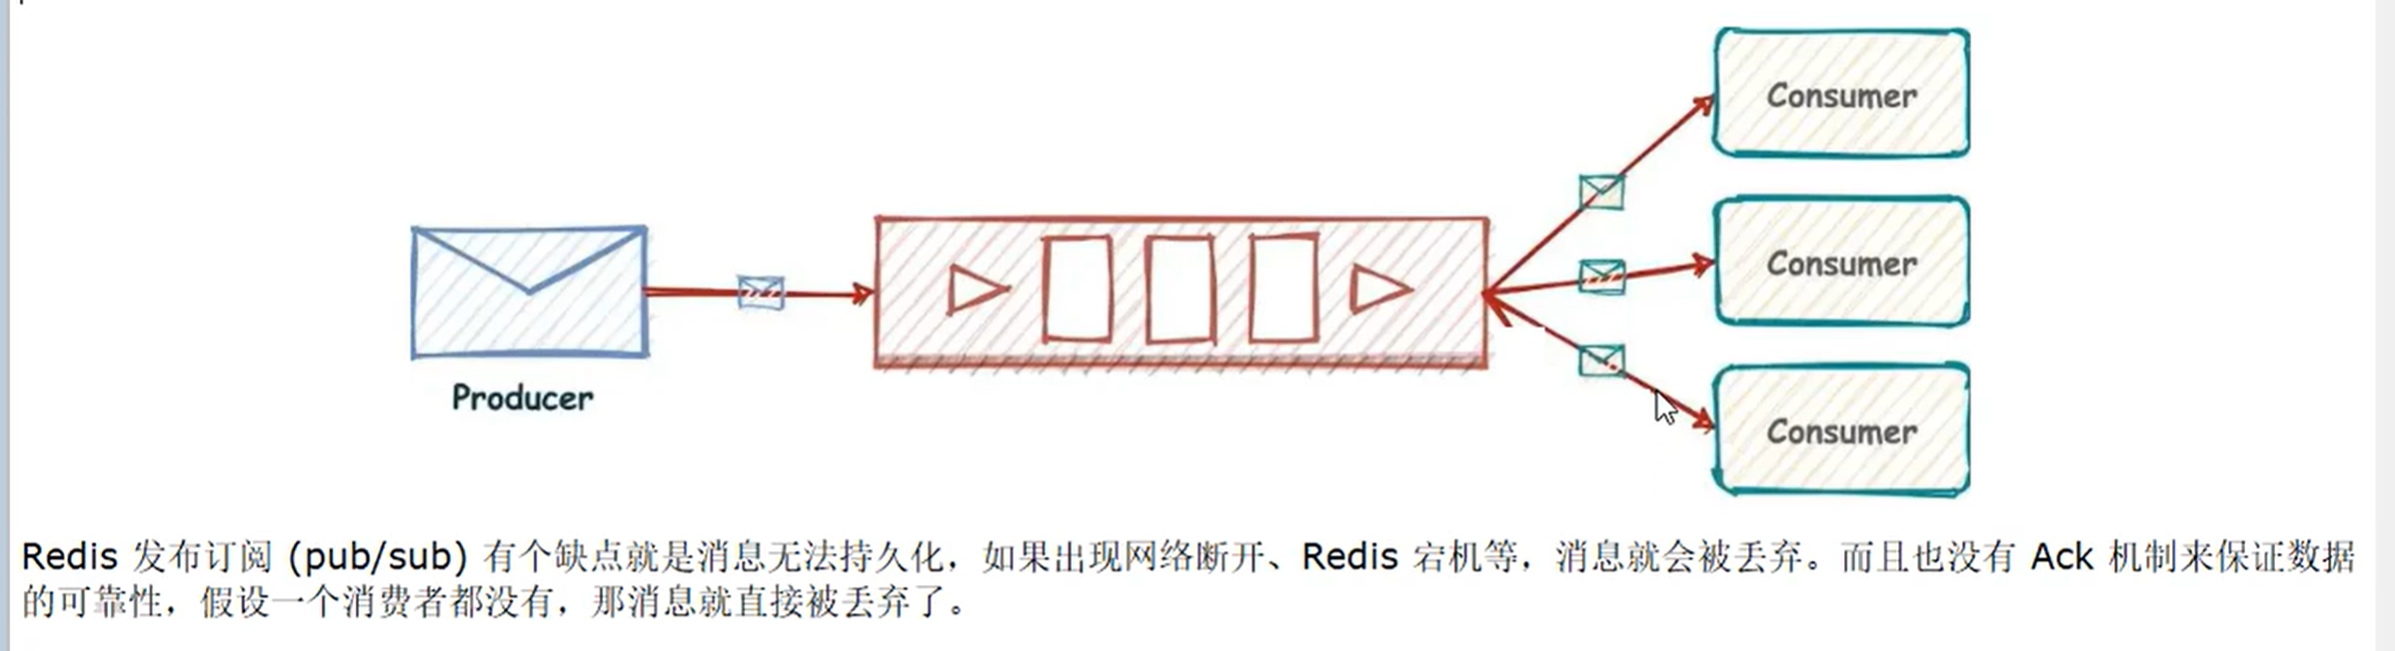 Consumer
Consumer
Producer
Consumer
Redis 发布订阅 (pub/sub) 有个缺点就是消息无法持久化，如果出现网络断开、Redis 宕机等，消息就会被丢弃。而且也没有 Ack 机制来保证数据
的可靠性，假设一个消费者都没有，那消息就直接被丢弃了。